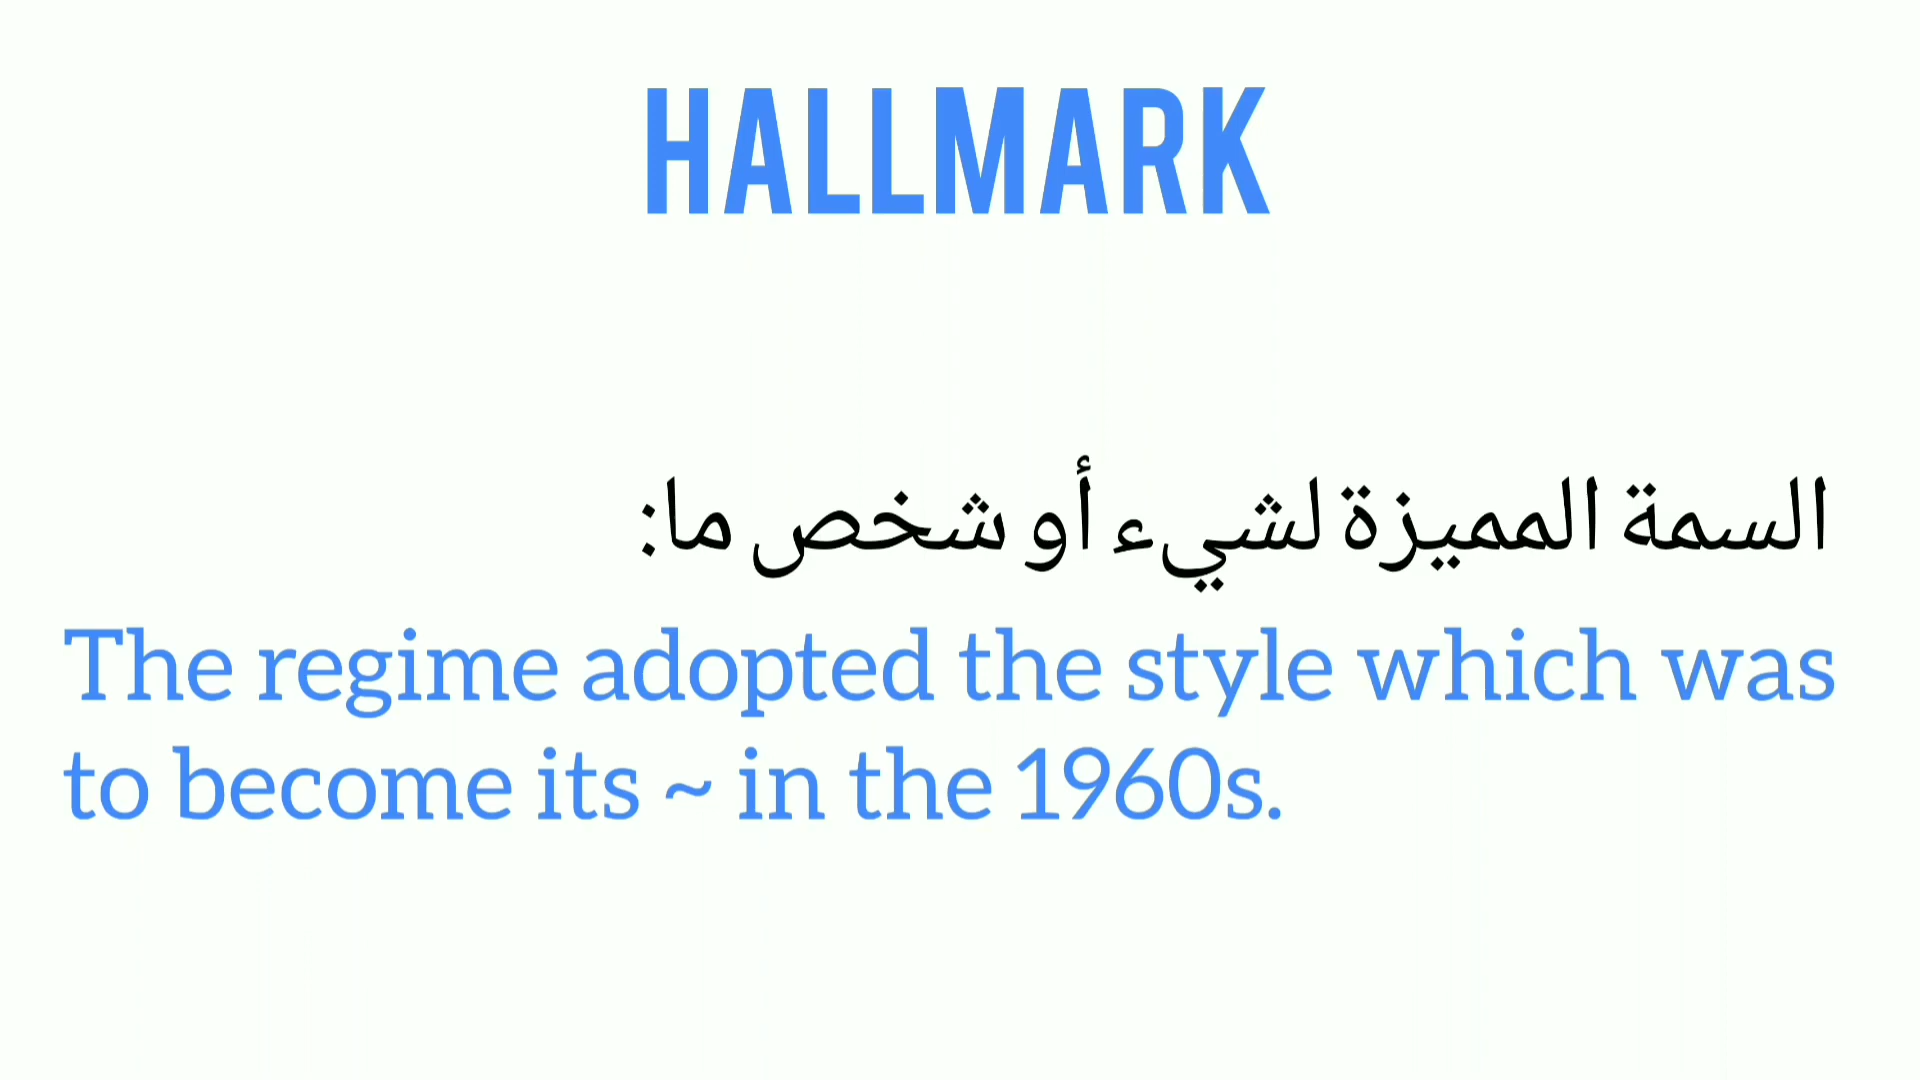 HALLMARK
السمة المميزة لشيء أو شخص ما:
The regime adopted the style which was
to become its ~ in the 1960s.